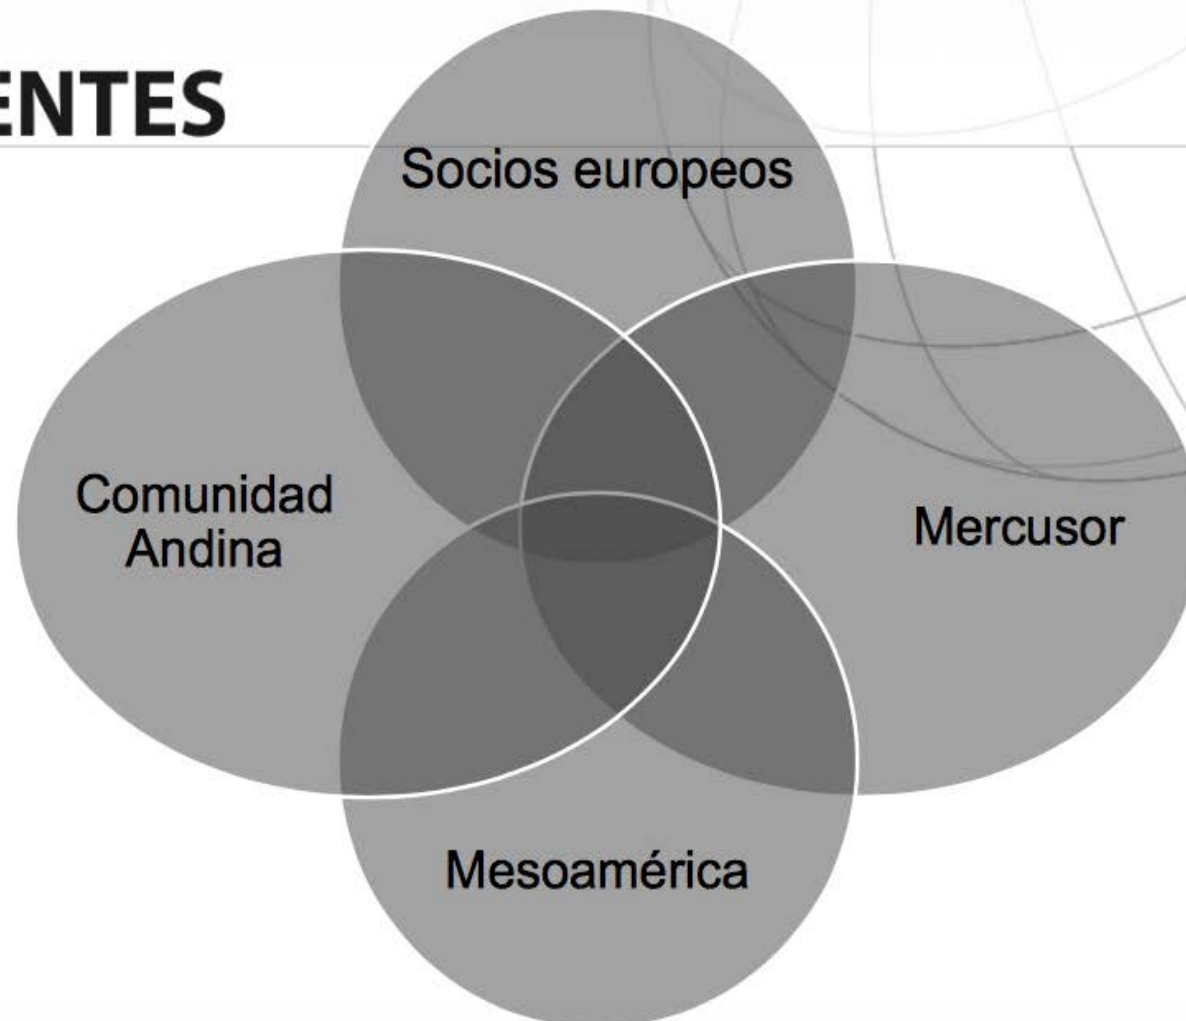 ENTES
Socios europeos
Comunidad
Andina
Mercusor
Mesoamérica